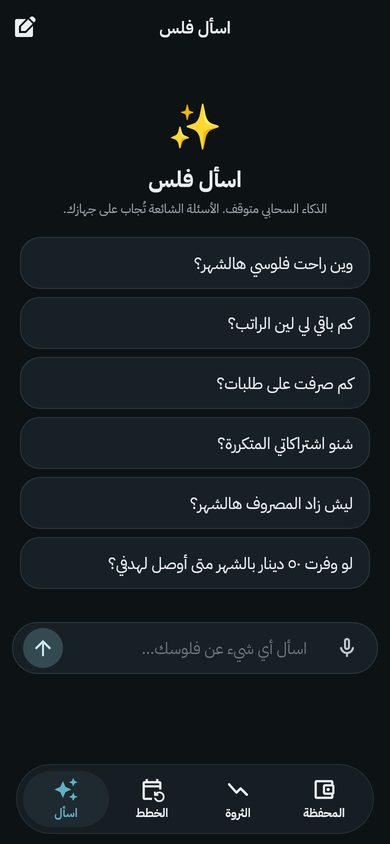 اسأل فلس
اسأل فلس
الذكاء السحابي متوقف. الأسئلة الشائعة تُجاب على جهازك.
وين راحت فلوسي هالشهر؟
كم باقي لي لين الراتب؟
كم صرفت على طلبات؟
شنو اشتراكاتي المتكررة؟
ليش زاد المصروف هالشهر؟
لو وفرت ٥٠ دينار بالشهر متى أوصل لهدفي؟
اسأل أي شيء عن فلوسك...
المحفظة
الثروة
الخطط
اسأل